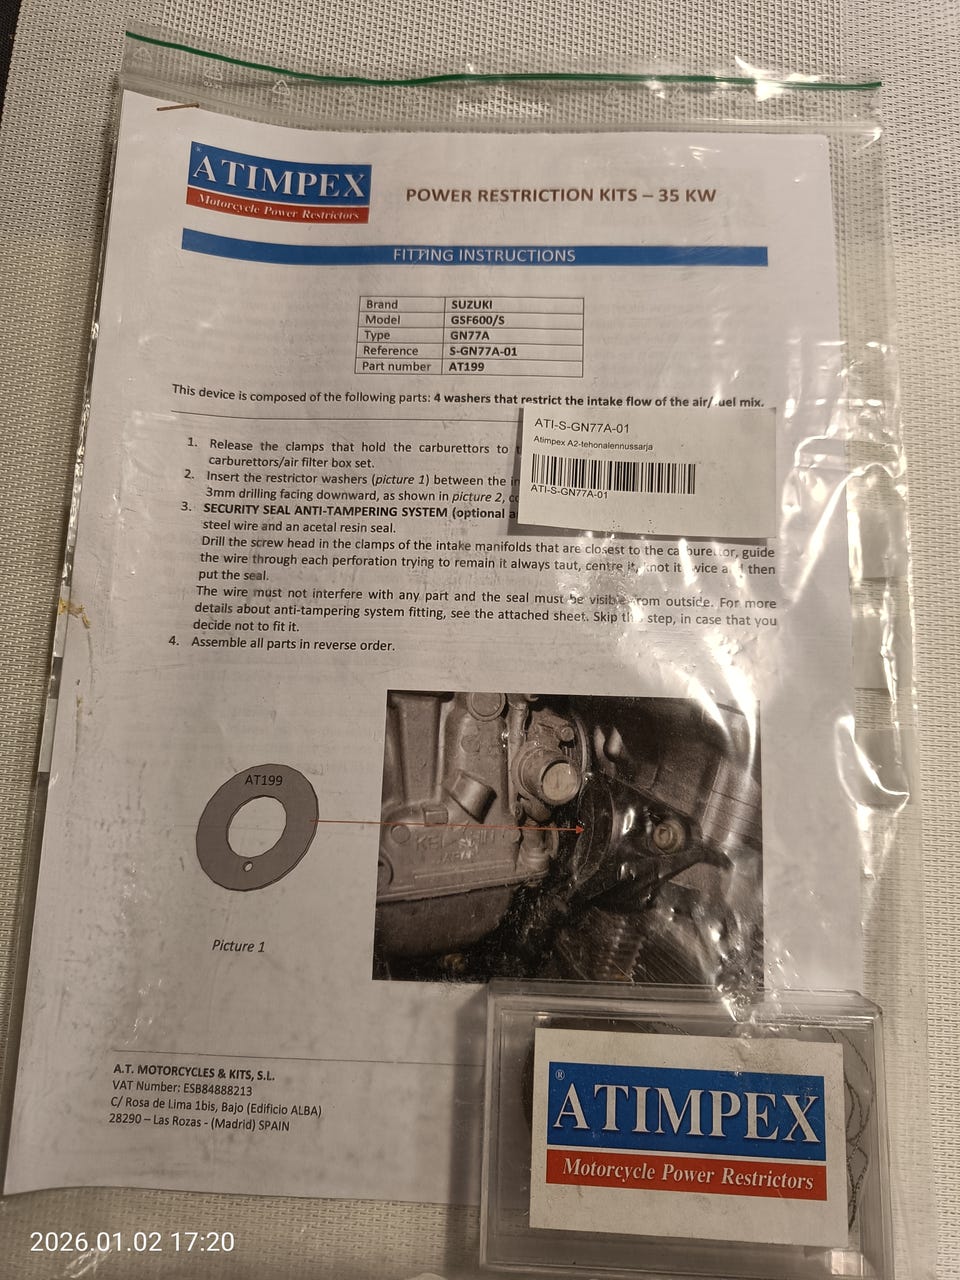 ATIMPEX
®
Motorcycle Power Restrictors
POWER RESTRICTION KITS – 35 KW
FITTING INSTRUCTIONS
Brand SUZUKI
Model GSF600/S
Type GN77A
Reference S-GN77A-01
Part number AT199
This device is composed of the following parts: 4 washers that restrict the intake flow of the air/fuel mix.
ATI-S-GN77A-01
Atimpex A2-tehonalennussarja
ATI-S-GN77A-01
1. Release the clamps that hold the carburettors to
carburettors/air filter box set.
2. Insert the restrictor washers (picture 1) between the
3mm drilling facing downward, as shown in picture 2,
3. SECURITY SEAL ANTI-TAMPERING SYSTEM (optional
steel wire and an acetal resin seal.
Drill the screw head in the clamps of the intake manifolds that are closest to the carburettor, guide
the wire through each perforation trying to remain it always taut, centre it, knot it twice and then
put the seal.
The wire must not interfere with any part and the seal must be visible from outside. For more
details about anti-tampering system fitting, see the attached sheet. Skip this step, in case that you
decide not to fit it.
4. Assemble all parts in reverse order.
AT199
KEIHIN
JAPAN
Picture 1
A.T. MOTORCYCLES & KITS, S.L.
VAT Number: ESB84888213
C/ Rosa de Lima 1bis, Bajo (Edificio ALBA)
28290 – Las Rozas - (Madrid) SPAIN
®
ATIMPEX
Motorcycle Power Restrictors
2026.01.02 17:20